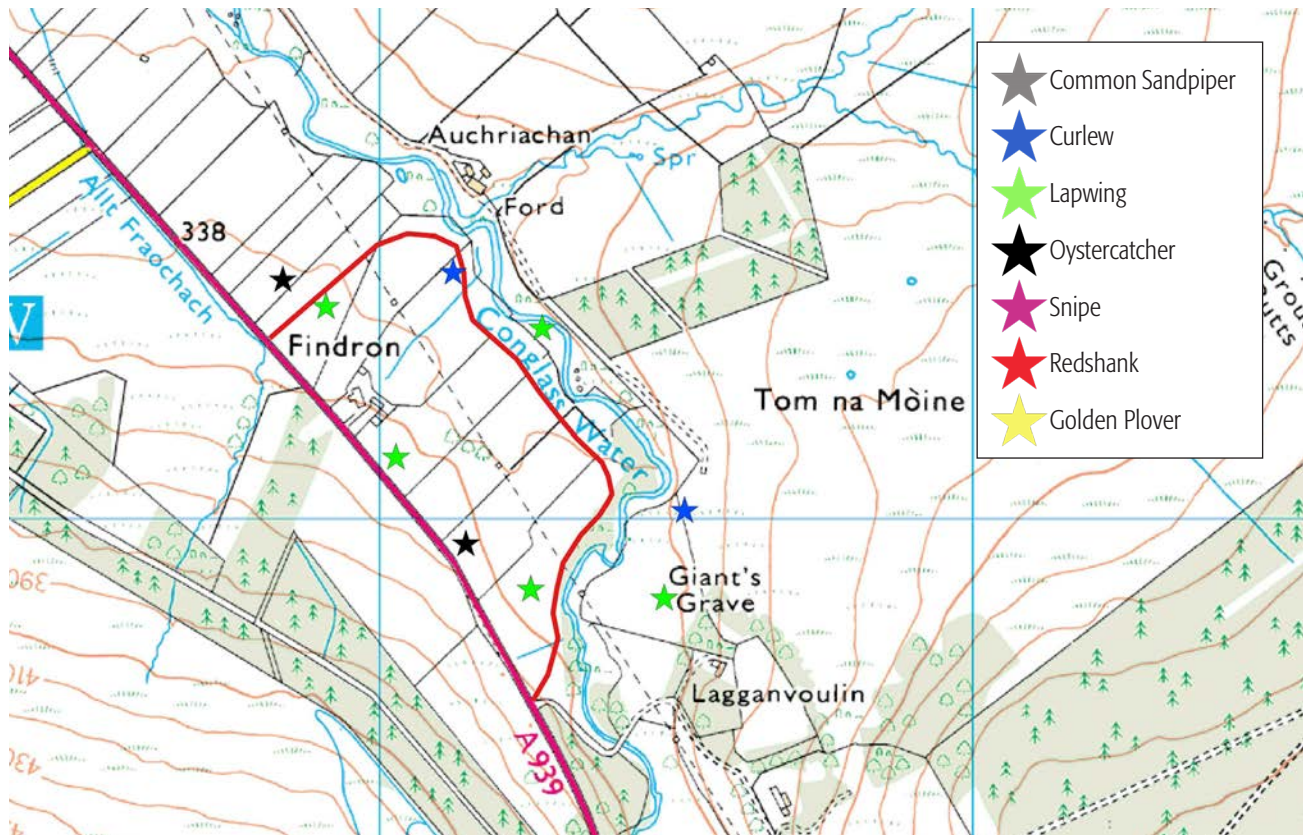 Common Sandpiper
Curlew
Lapwing
Oystercatcher
Snipe
Redshank
Golden Plover
Auchriachan
Spr
Ford
338
Allt Fraochach
Findron
Conglass Water
Tom na Mòine
Giant's
Grave
Lagganvoulin
A939
390
410
430